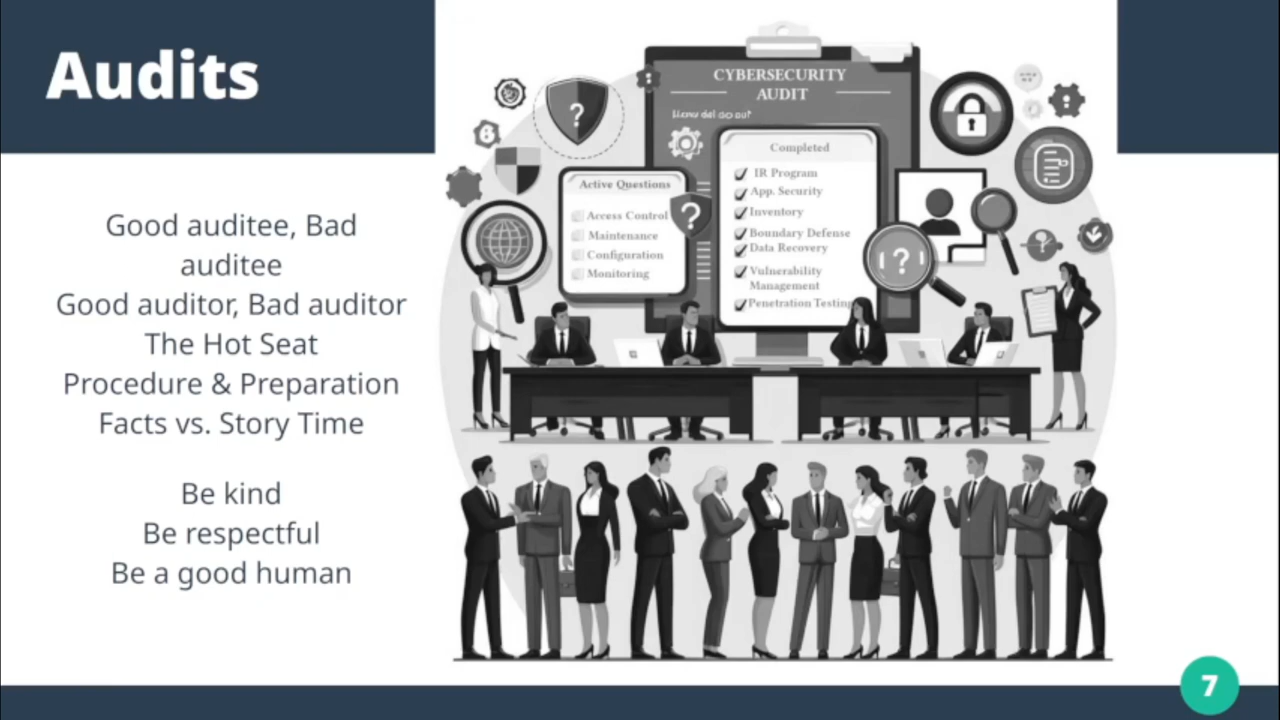 Audits
Good auditee, Bad
auditee
Good auditor, Bad auditor
The Hot Seat
Procedure & Preparation
Facts vs. Story Time
Be kind
Be respectful
Be a good human
CYBERSECURITY
AUDIT
Active Questions
Access Control
Maintenance
Configuration
Monitoring
Completed
IR Program
App. Security
Inventory
Boundary Defense
Data Recovery
Vulnerability
Management
Penetration Testing
7